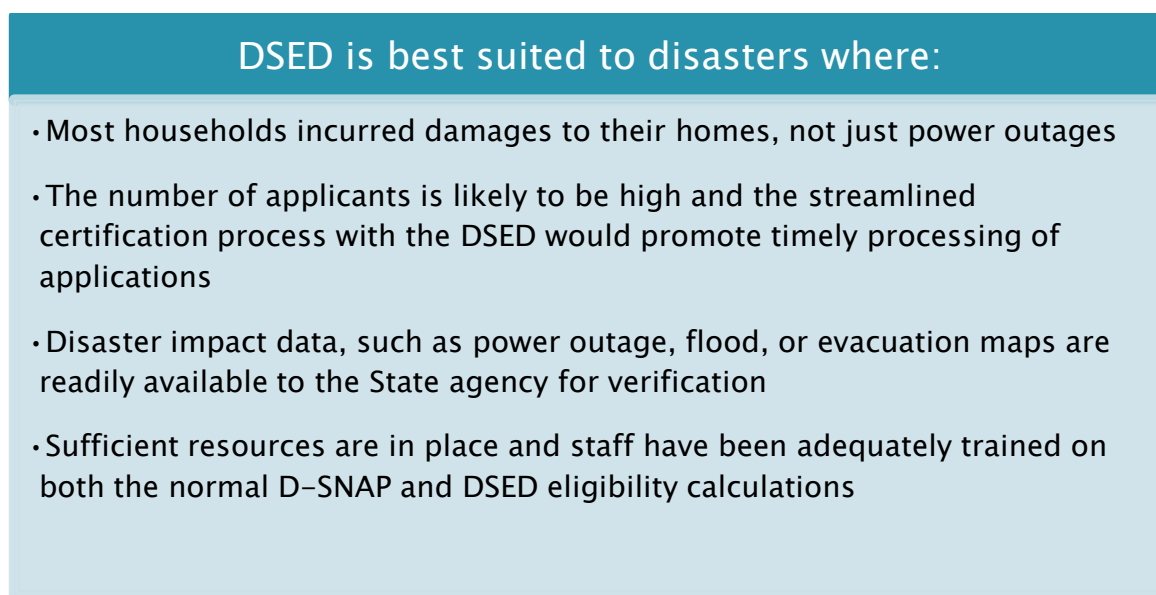 DSED is best suited to disasters where:
•Most households incurred damages to their homes, not just power outages
•The number of applicants is likely to be high and the streamlined
certification process with the DSED would promote timely processing of
applications
•Disaster impact data, such as power outage, flood, or evacuation maps are
readily available to the State agency for verification
•Sufficient resources are in place and staff have been adequately trained on
both the normal D-SNAP and DSED eligibility calculations